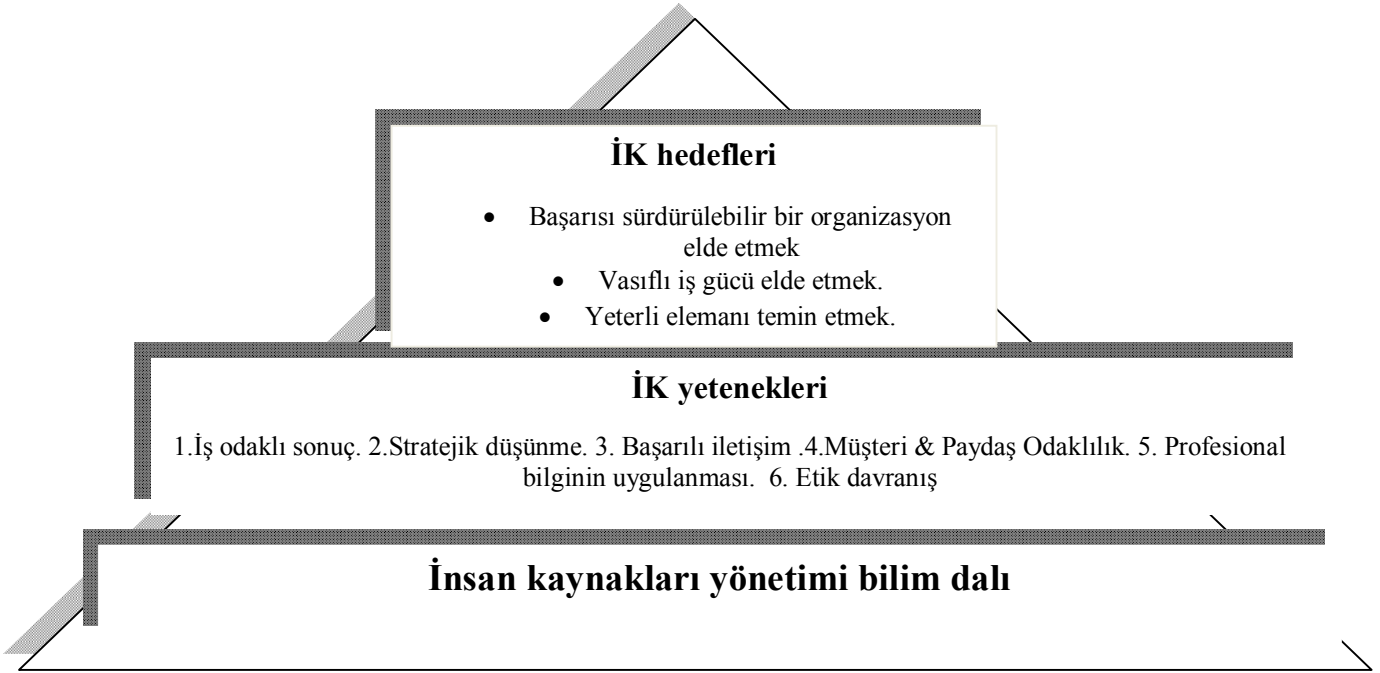 İK hedefleri
• Başarısı sürdürülebilir bir organizasyon
elde etmek
• Vasıflı iş gücü elde etmek.
• Yeterli elemanı temin etmek.
İK yetenekleri
1.İş odaklı sonuç. 2.Stratejik düşünme. 3. Başarılı iletişim .4.Müşteri & Paydaş Odaklılık. 5. Profesional
bilginin uygulanması.  6. Etik davranış
İnsan kaynakları yönetimi bilim dalı